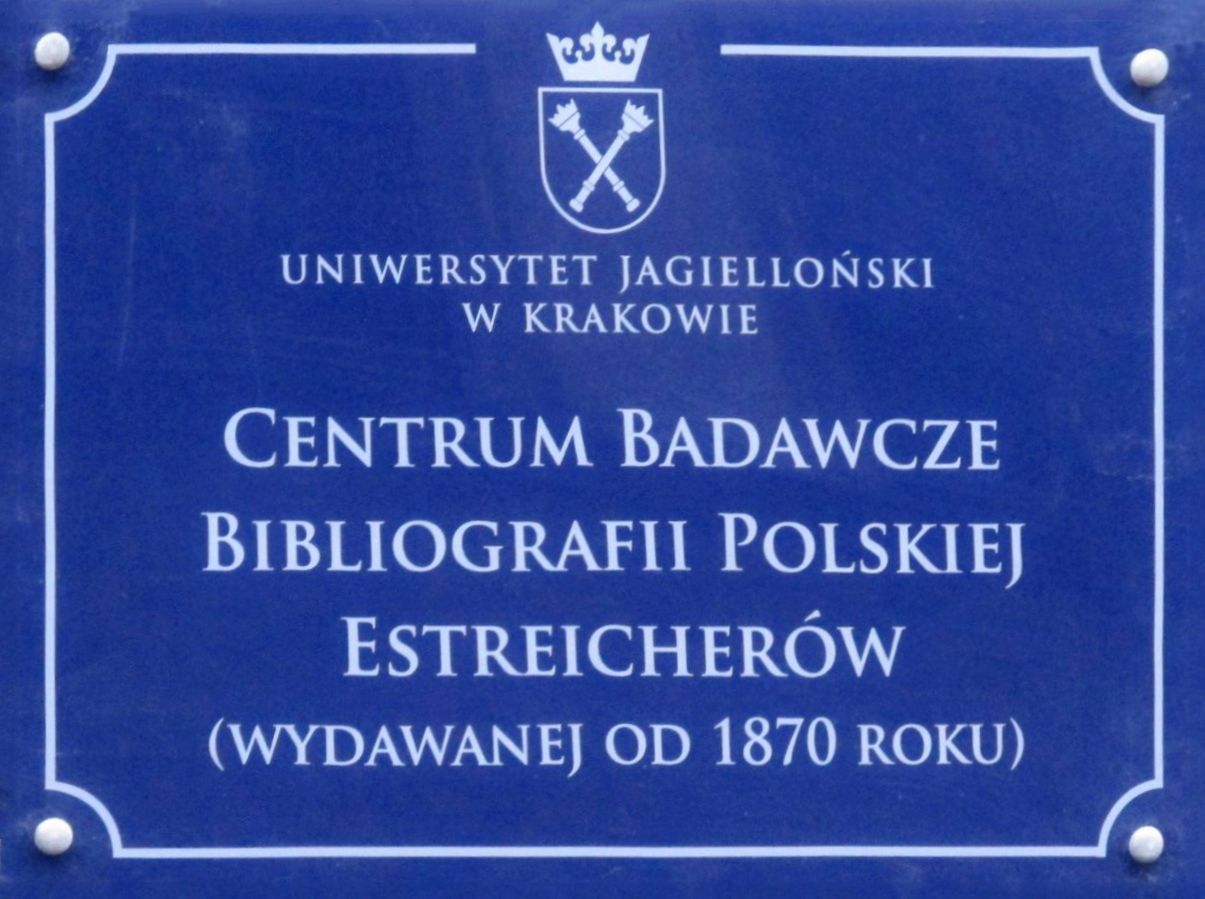 UNIWERSYTET JAGIELLOŃSKI
W KRAKOWIE
CENTRUM BADAWCZE
BIBLIOGRAFII POLSKIEJ
ESTREICHERÓW
(WYDAWANEJ OD 1870 ROKU)